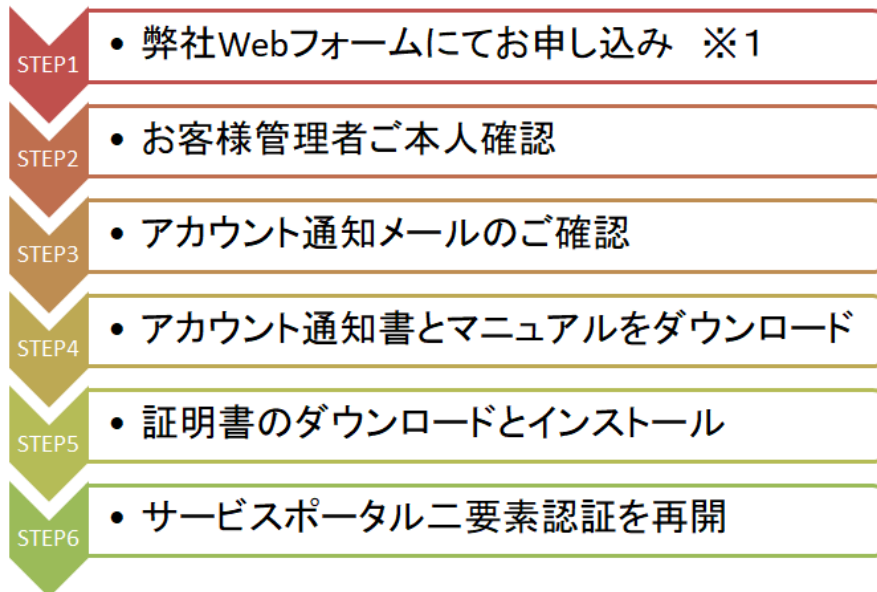 STEP1
• 弊社Webフォームにてお申し込み　※1
STEP2
• お客様管理者ご本人確認
STEP3
• アカウント通知メールのご確認
STEP4
• アカウント通知書とマニュアルをダウンロード
STEP5
• 証明書のダウンロードとインストール
STEP6
• サービスポータル二要素認証を再開